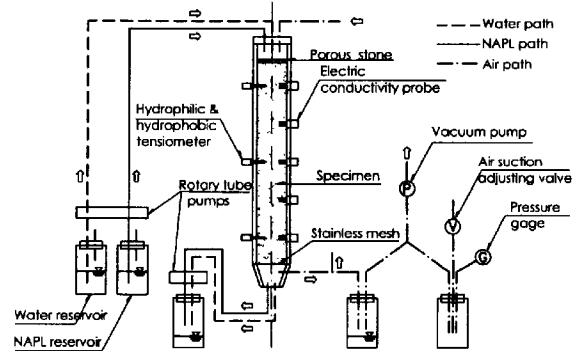 Water path
NAPL path
Air path
Porous stone
Electric
conductivity probe
Hydrophilic &
hydrophobic
tensiometer
Vacuum pump
Air suction
adjusting valve
Rotary tube
pumps
Specimen
Pressure
gage
P
V
G
Stainless mesh
Water reservoir
NAPL reservoir